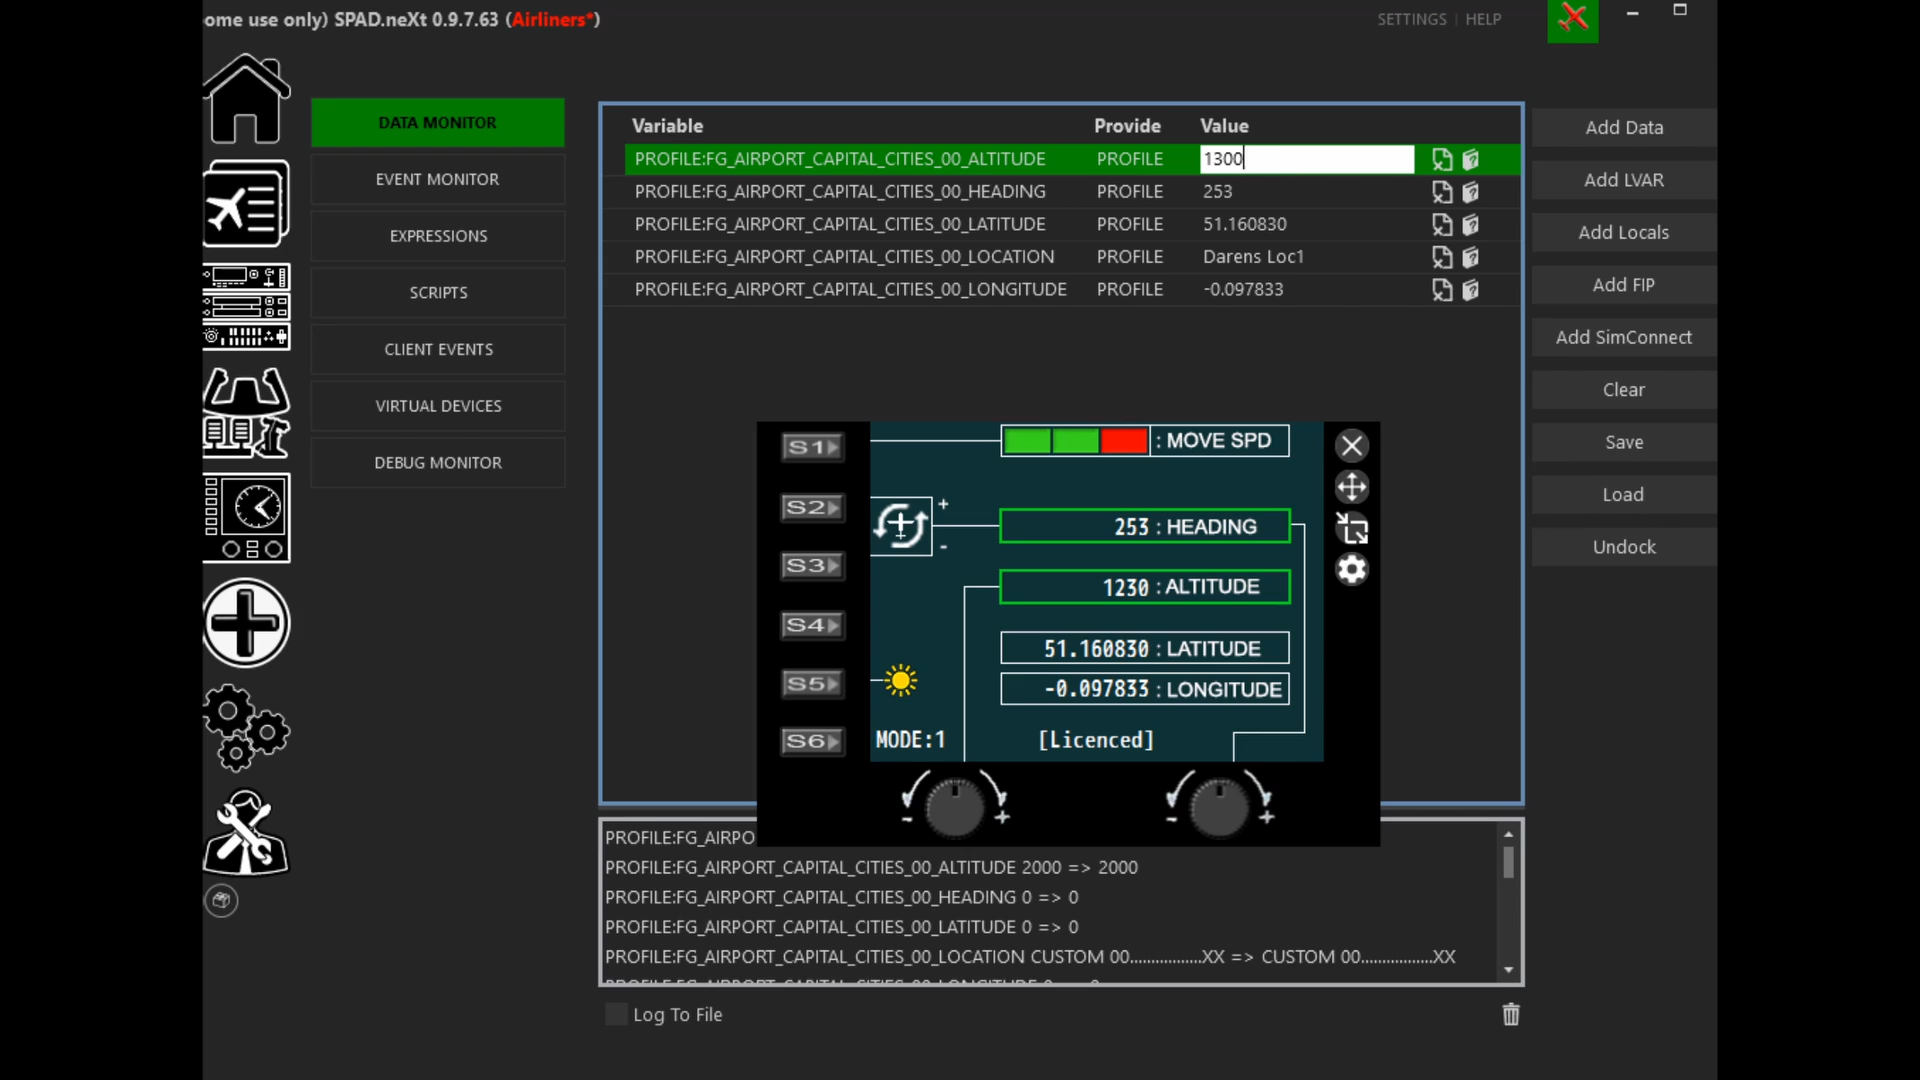 ome use only) SPAD.neXt 0.9.7.63 (Airliners*)
SETTINGS | HELP
DATA MONITOR
EVENT MONITOR
EXPRESSIONS
SCRIPTS
CLIENT EVENTS
VIRTUAL DEVICES
DEBUG MONITOR
Variable Provide Value
PROFILE:FG_AIRPORT_CAPITAL_CITIES_00_ALTITUDE PROFILE 1300
PROFILE:FG_AIRPORT_CAPITAL_CITIES_00_HEADING PROFILE 253
PROFILE:FG_AIRPORT_CAPITAL_CITIES_00_LATITUDE PROFILE 51.160830
PROFILE:FG_AIRPORT_CAPITAL_CITIES_00_LOCATION PROFILE Darens Loc1
PROFILE:FG_AIRPORT_CAPITAL_CITIES_00_LONGITUDE PROFILE -0.097833
Add Data
Add LVAR
Add Locals
Add FIP
Add SimConnect
Clear
Save
Load
Undock
S1
S2
S3
S4
S5
S6
: MOVE SPD
+
-
253 : HEADING
1230 : ALTITUDE
51.160830 : LATITUDE
-0.097833 : LONGITUDE
MODE:1 [Licenced]
- + - +
PROFILE:FG_AIRPO
PROFILE:FG_AIRPORT_CAPITAL_CITIES_00_ALTITUDE 2000 => 2000
PROFILE:FG_AIRPORT_CAPITAL_CITIES_00_HEADING 0 => 0
PROFILE:FG_AIRPORT_CAPITAL_CITIES_00_LATITUDE 0 => 0
PROFILE:FG_AIRPORT_CAPITAL_CITIES_00_LOCATION CUSTOM 00.................XX => CUSTOM 00.................XX
Log To File